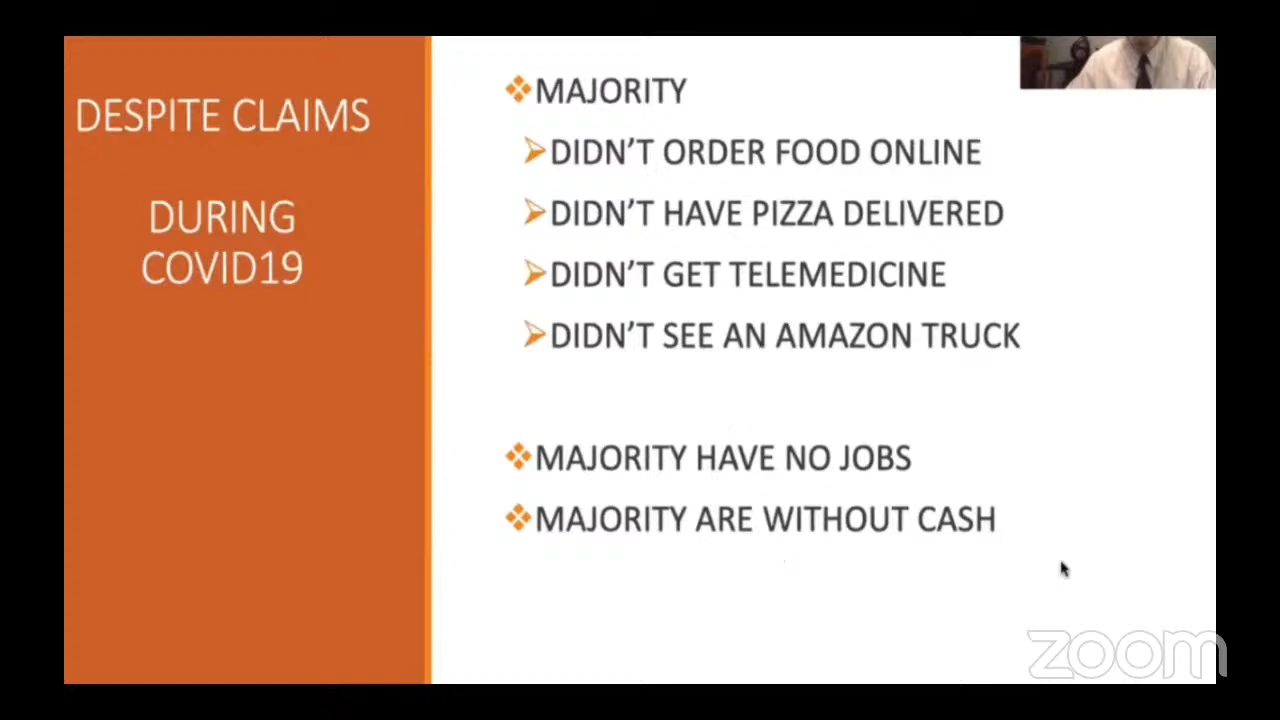 DESPITE CLAIMS
DURING
COVID19
MAJORITY
DIDN'T ORDER FOOD ONLINE
DIDN'T HAVE PIZZA DELIVERED
DIDN'T GET TELEMEDICINE
DIDN'T SEE AN AMAZON TRUCK
MAJORITY HAVE NO JOBS
MAJORITY ARE WITHOUT CASH
zoom